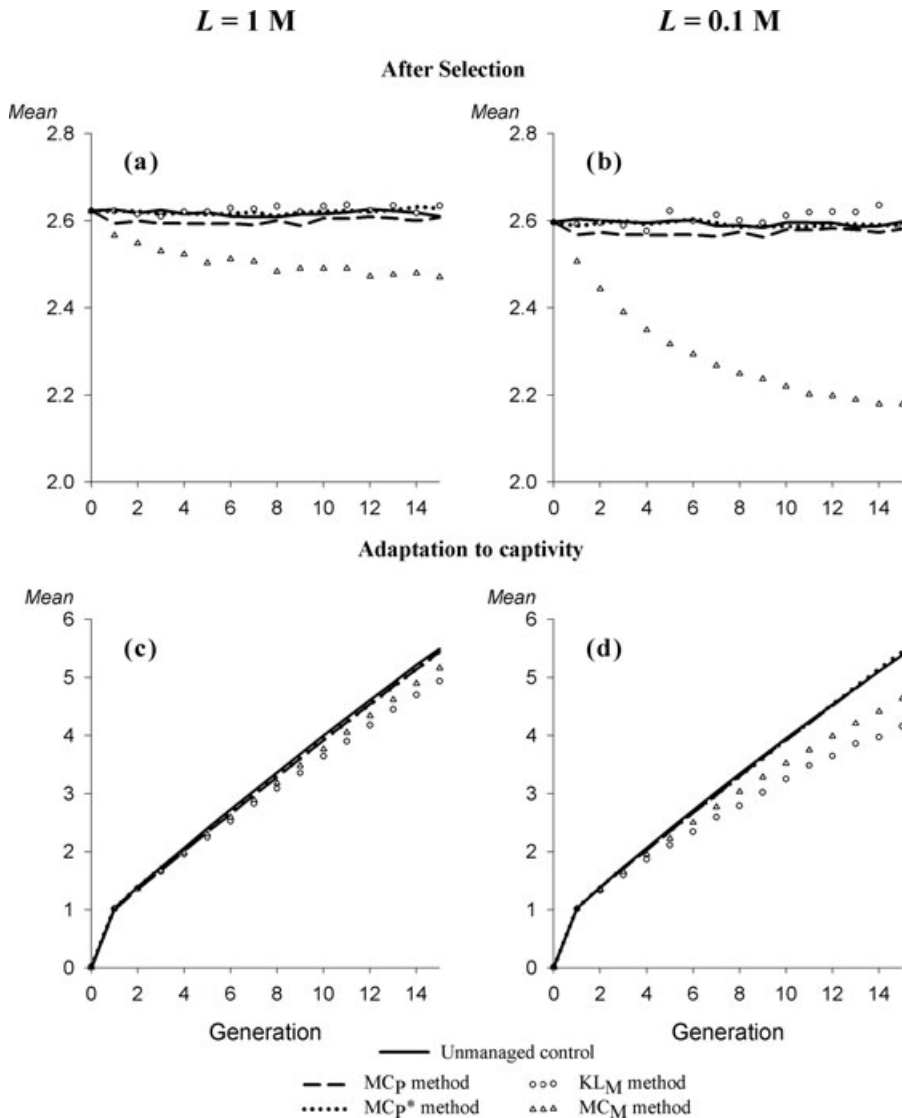 L = 1 M
L = 0.1 M
After Selection
Mean
2.8
2.6
2.4
2.2
2.0
(a)
0 2 4 6 8 10 12 14
Mean
2.8
2.6
2.4
2.2
2.0
(b)
0 2 4 6 8 10 12 14
Adaptation to captivity
Mean
6
5
4
3
2
1
0
(c)
0 2 4 6 8 10 12 14
Generation
Mean
6
5
4
3
2
1
0
(d)
0 2 4 6 8 10 12 14
Generation
Unmanaged control
MCP method
KLM method
MCP* method
MCM method